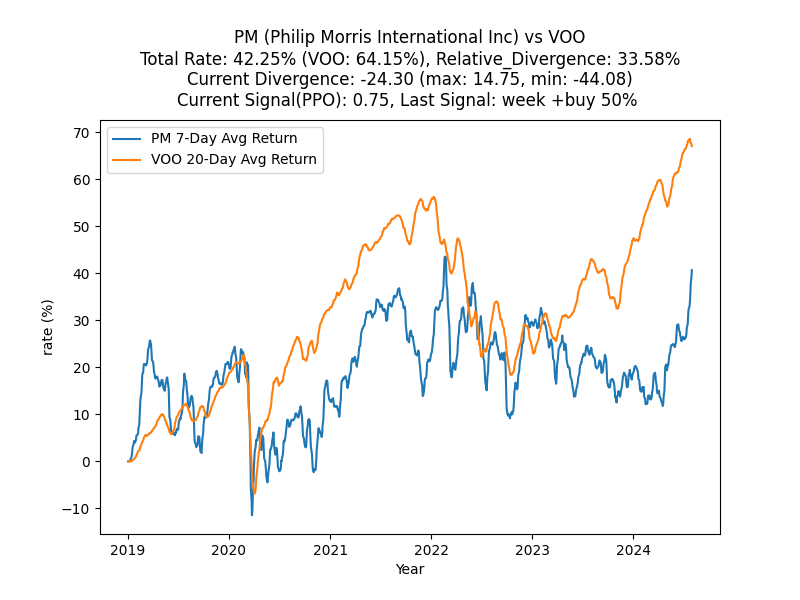 PM (Philip Morris International Inc) vs VOO
Total Rate: 42.25% (VOO: 64.15%), Relative_Divergence: 33.58%
Current Divergence: -24.30 (max: 14.75, min: -44.08)
Current Signal(PPO): 0.75, Last Signal: week +buy 50%
PM 7-Day Avg Return
VOO 20-Day Avg Return
70
60
50
40
30
20
10
0
−10
rate (%)
2019 2020 2021 2022 2023 2024
Year